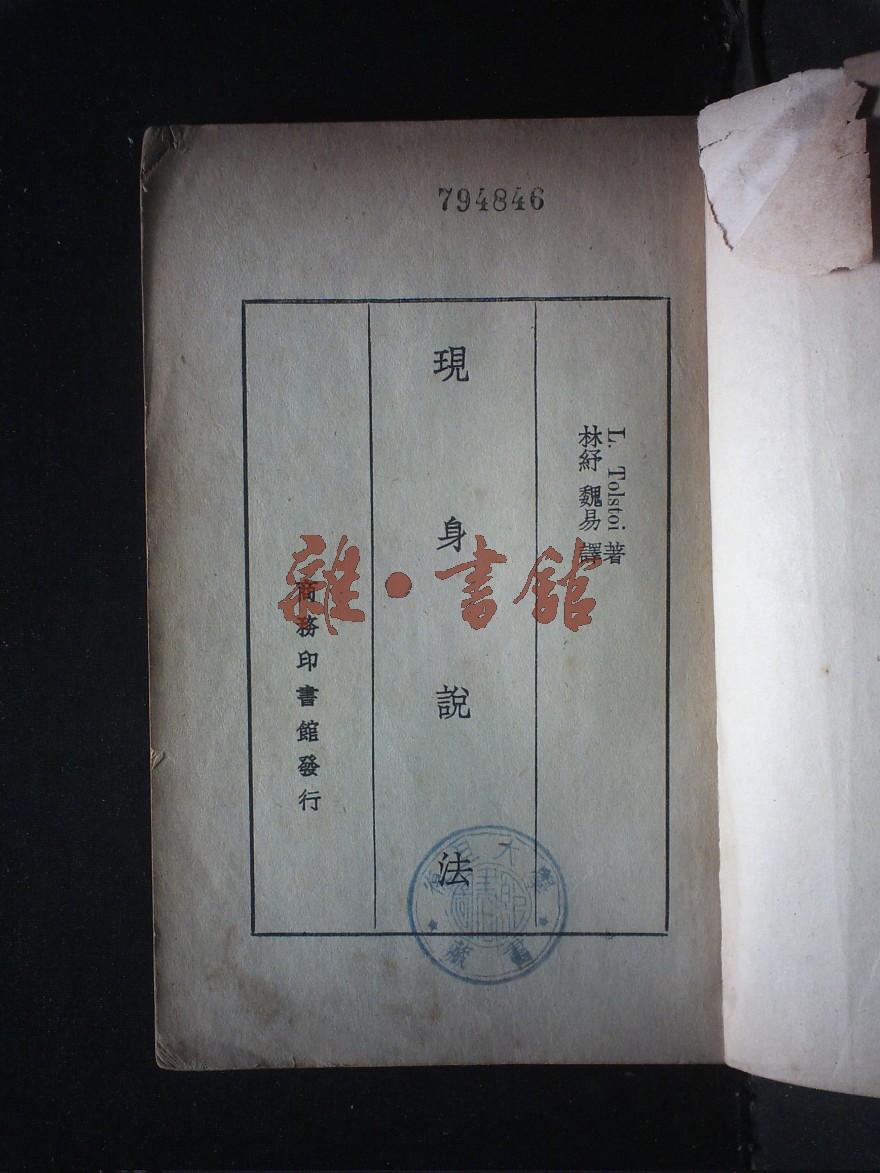 794846
L. Tolstoi 著
林紓 魏易 譯
現身說法
商務印書館發行
雜·書館